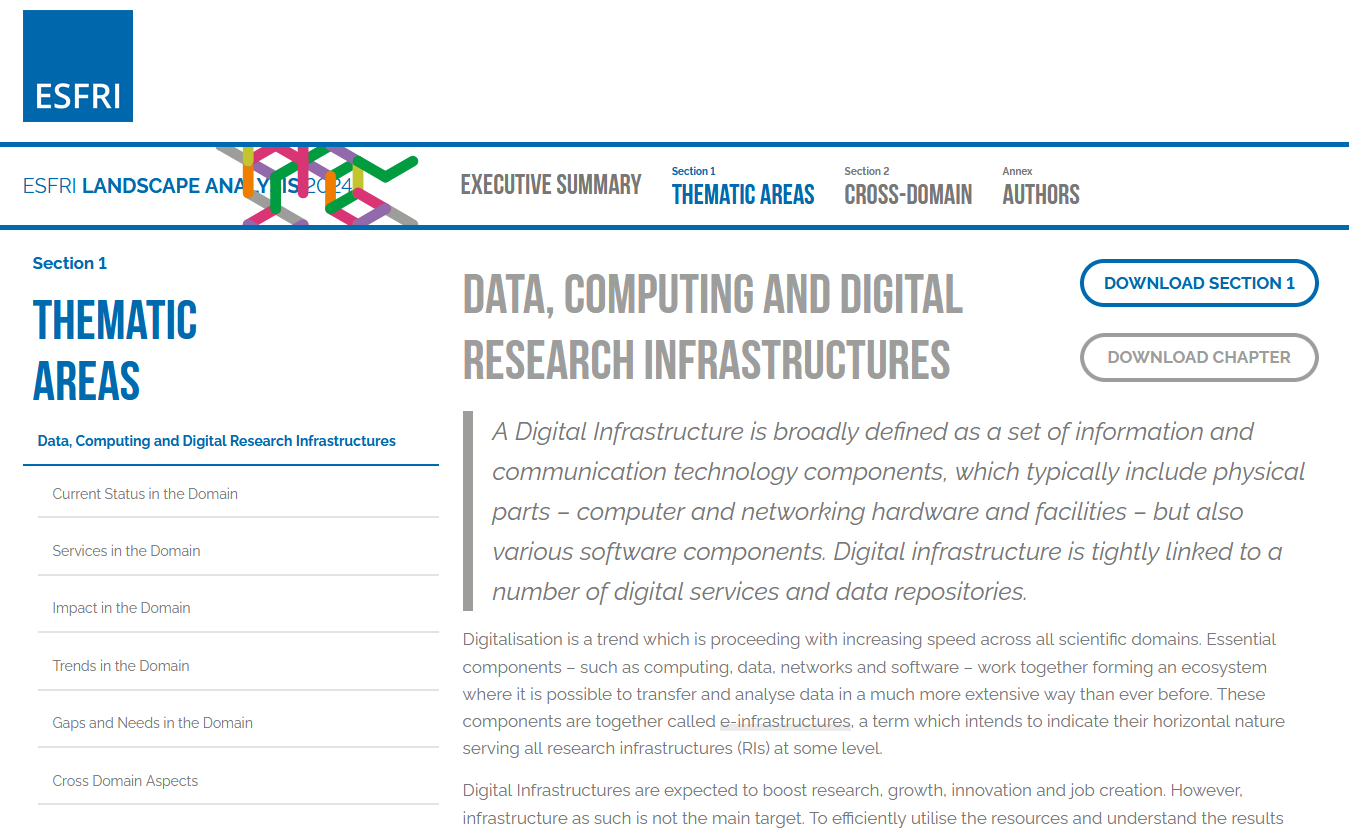 ESFRI
ESFRI LANDSCAPE ANALYSIS 2024
EXECUTIVE SUMMARY
Section 1
THEMATIC AREAS
Section 2
CROSS-DOMAIN
Annex
AUTHORS
Section 1
THEMATIC
AREAS
Data, Computing and Digital Research Infrastructures
Current Status in the Domain
Services in the Domain
Impact in the Domain
Trends in the Domain
Gaps and Needs in the Domain
Cross Domain Aspects
DATA, COMPUTING AND DIGITAL
RESEARCH INFRASTRUCTURES
DOWNLOAD SECTION 1
DOWNLOAD CHAPTER
A Digital Infrastructure is broadly defined as a set of information and
communication technology components, which typically include physical
parts – computer and networking hardware and facilities – but also
various software components. Digital infrastructure is tightly linked to a
number of digital services and data repositories.
Digitalisation is a trend which is proceeding with increasing speed across all scientific domains. Essential
components – such as computing, data, networks and software – work together forming an ecosystem
where it is possible to transfer and analyse data in a much more extensive way than ever before. These
components are together called e-infrastructures, a term which intends to indicate their horizontal nature
serving all research infrastructures (RIs) at some level.
Digital Infrastructures are expected to boost research, growth, innovation and job creation. However,
infrastructure as such is not the main target. To efficiently utilise the resources and understand the results